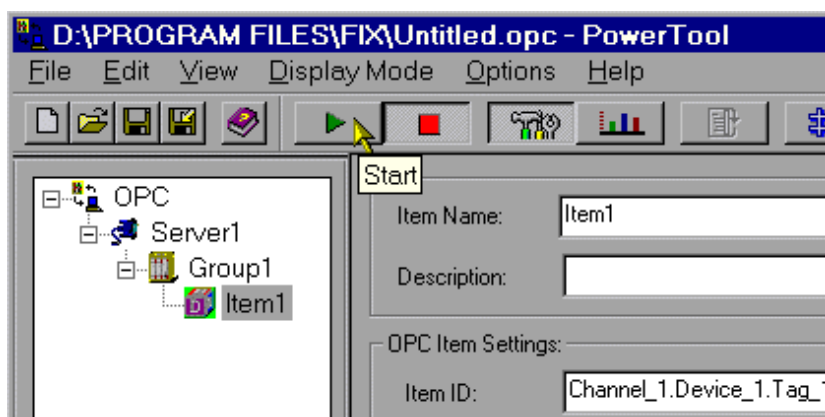 D:\PROGRAM FILES\FIX\Untitled.opc - PowerTool
File Edit View Display Mode Options Help
Start
OPC
Server1
Group1
Item1
Item Name: Item1
Description:
OPC Item Settings:
Item ID: Channel_1.Device_1.Tag_1